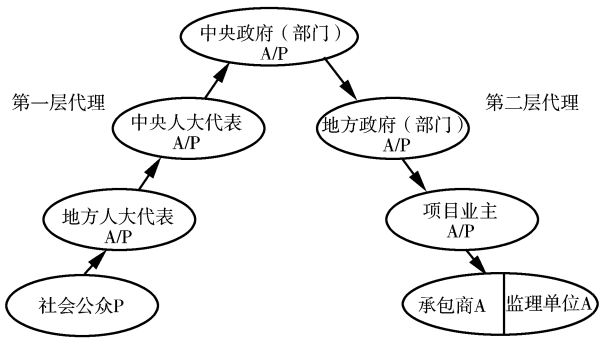 中央政府（部门）
A/P
第一层代理
第二层代理
中央人大代表
A/P
地方政府（部门）
A/P
地方人大代表
A/P
项目业主
A/P
社会公众P
承包商A
监理单位A